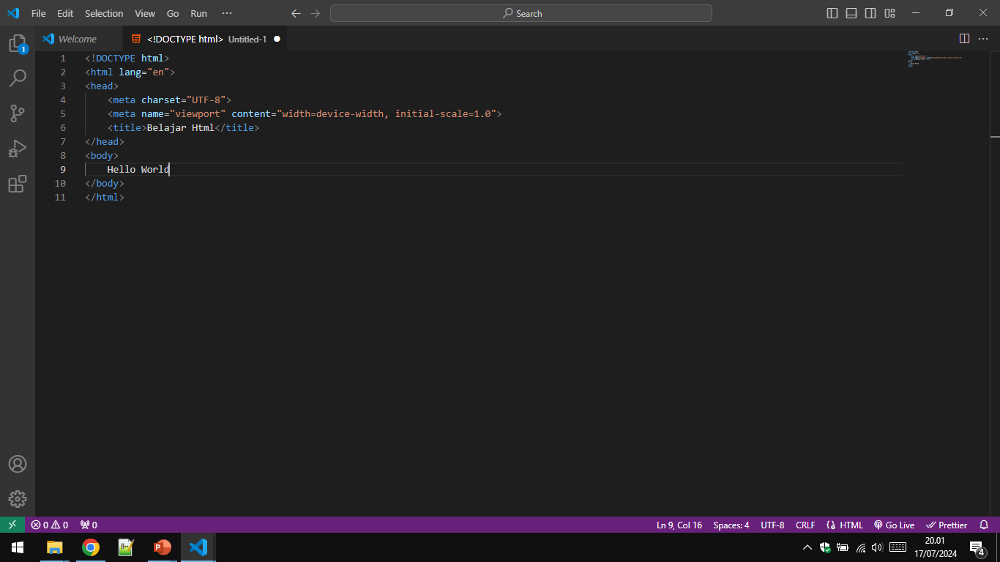 File Edit Selection View Go Run ···
Search
Welcome
<!DOCTYPE html> Untitled-1
1 <!DOCTYPE html>
2 <html lang="en">
3 <head>
4     <meta charset="UTF-8">
5     <meta name="viewport" content="width=device-width, initial-scale=1.0">
6     <title>Belajar Html</title>
7 </head>
8 <body>
9     Hello World
10 </body>
11 </html>
1
0 0 0
Ln 9, Col 16 Spaces: 4 UTF-8 CRLF HTML Go Live Prettier
20.01
17/07/2024
4